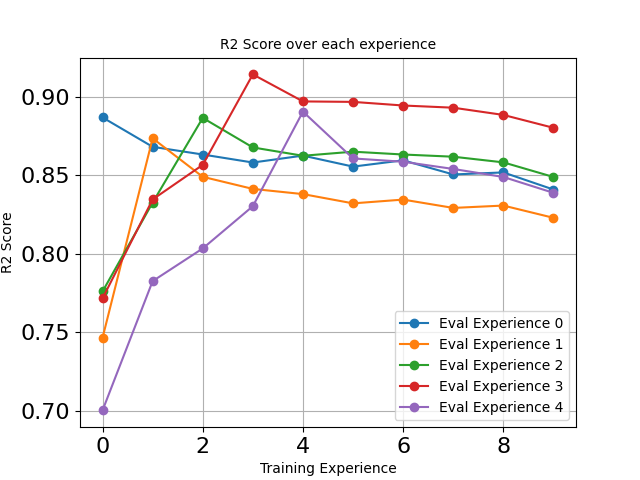 R2 Score over each experience
R2 Score
0.90
0.85
0.80
0.75
0.70
0 2 4 6 8
Training Experience
Eval Experience 0
Eval Experience 1
Eval Experience 2
Eval Experience 3
Eval Experience 4